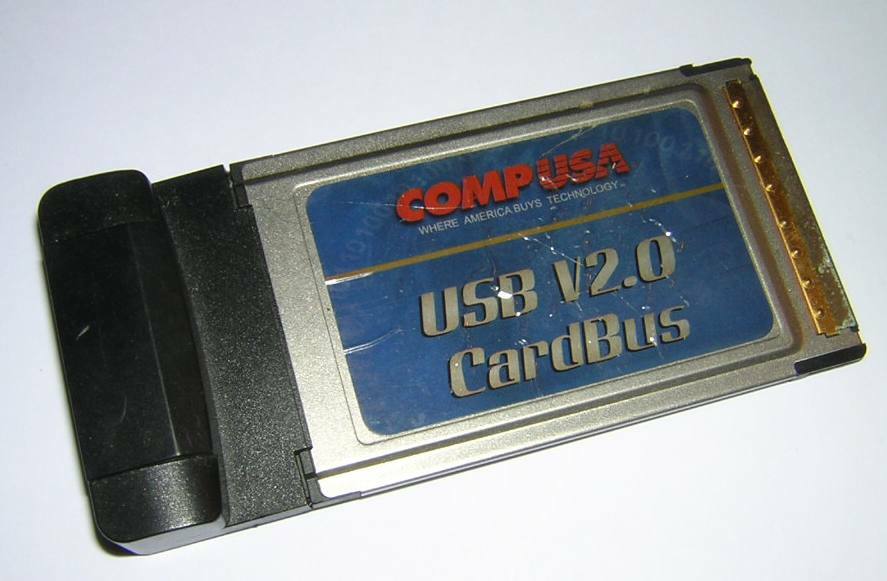 COMPUSA
WHERE AMERICA BUYS TECHNOLOGY
USB V2.0
CardBus